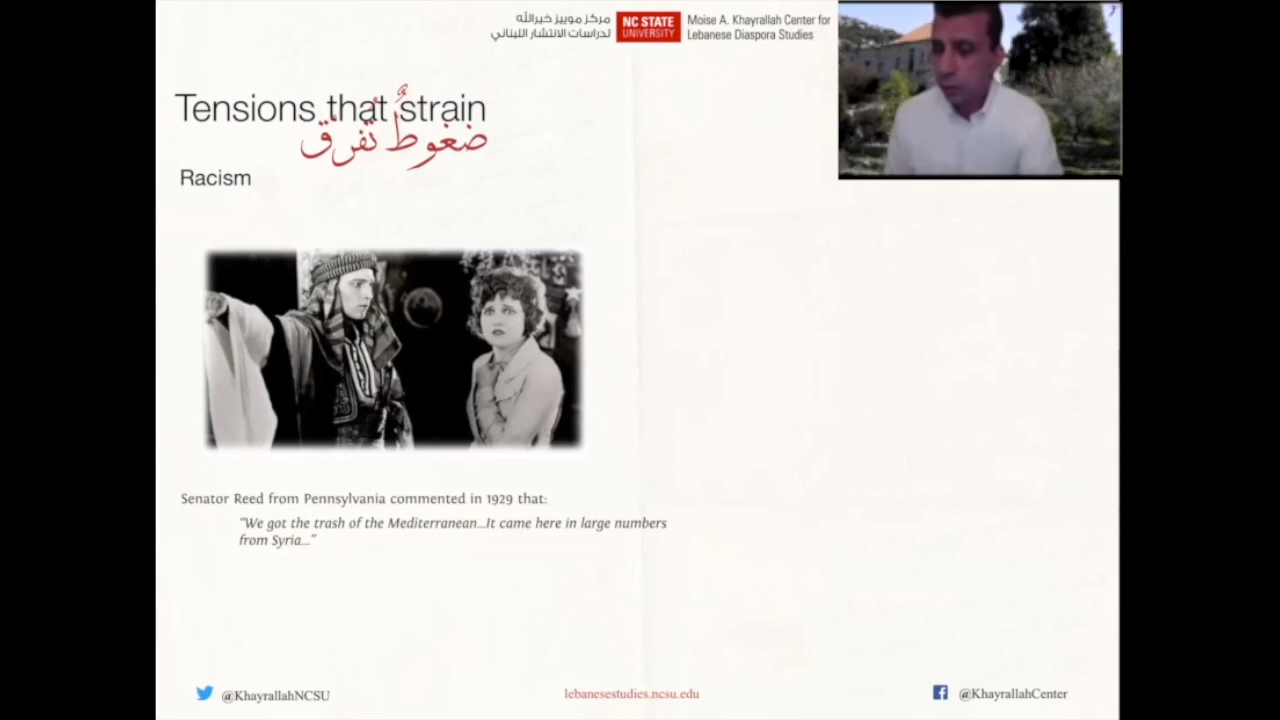 مركز موييز خيرالله
لدراسات الانتشار اللبناني
NC STATE
UNIVERSITY
Moise A. Khayrallah Center for
Lebanese Diaspora Studies
Tensions that strain
ضغوطٌ تُفرّق
Racism
Senator Reed from Pennsylvania commented in 1929 that:
“We got the trash of the Mediterranean...It came here in large numbers
from Syria...”
@KhayrallahNCSU
lebanesestudies.ncsu.edu
@KhayrallahCenter